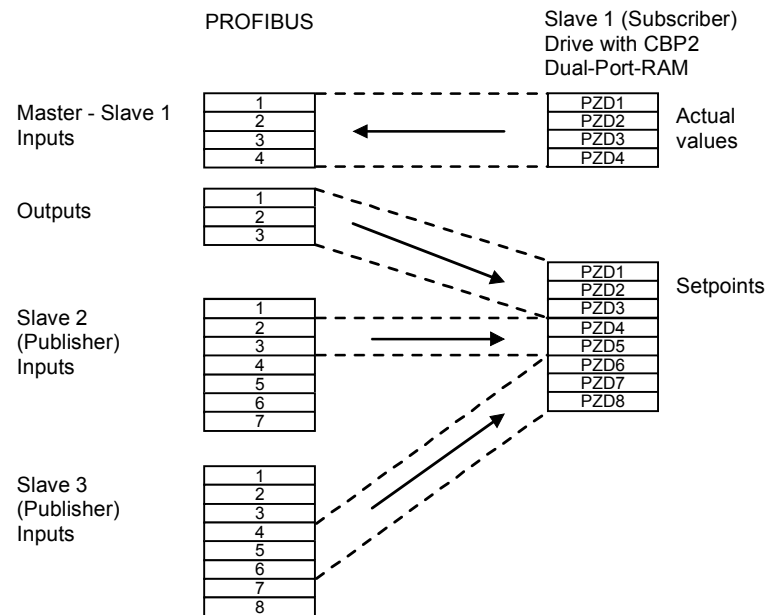 PROFIBUS
Slave 1 (Subscriber)
Drive with CBP2
Dual-Port-RAM
Master - Slave 1
Inputs
1
2
3
4
PZD1
PZD2
PZD3
PZD4
Actual
values
Outputs
1
2
3
PZD1
PZD2
PZD3
PZD4
PZD5
PZD6
PZD7
PZD8
Setpoints
Slave 2
(Publisher)
Inputs
1
2
3
4
5
6
7
Slave 3
(Publisher)
Inputs
1
2
3
4
5
6
7
8